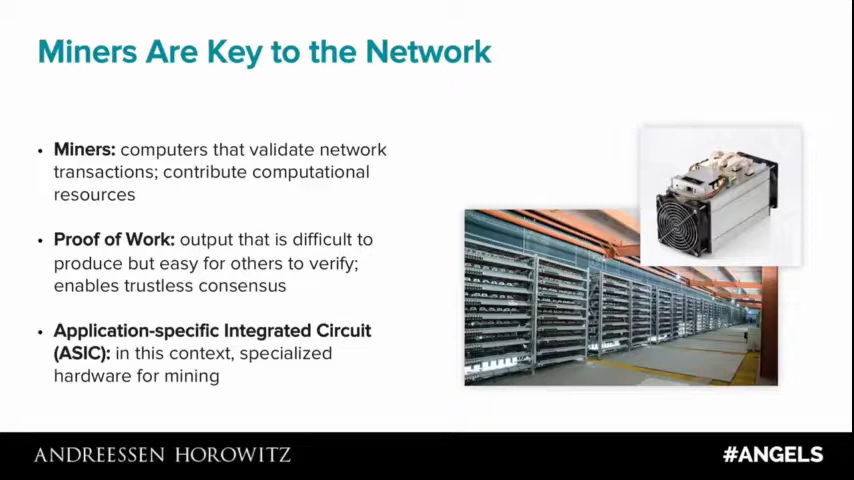 Miners Are Key to the Network
• Miners: computers that validate network
transactions; contribute computational
resources
• Proof of Work: output that is difficult to
produce but easy for others to verify;
enables trustless consensus
• Application-specific Integrated Circuit
(ASIC): in this context, specialized
hardware for mining
ANDREESSEN HOROWITZ
#ANGELS